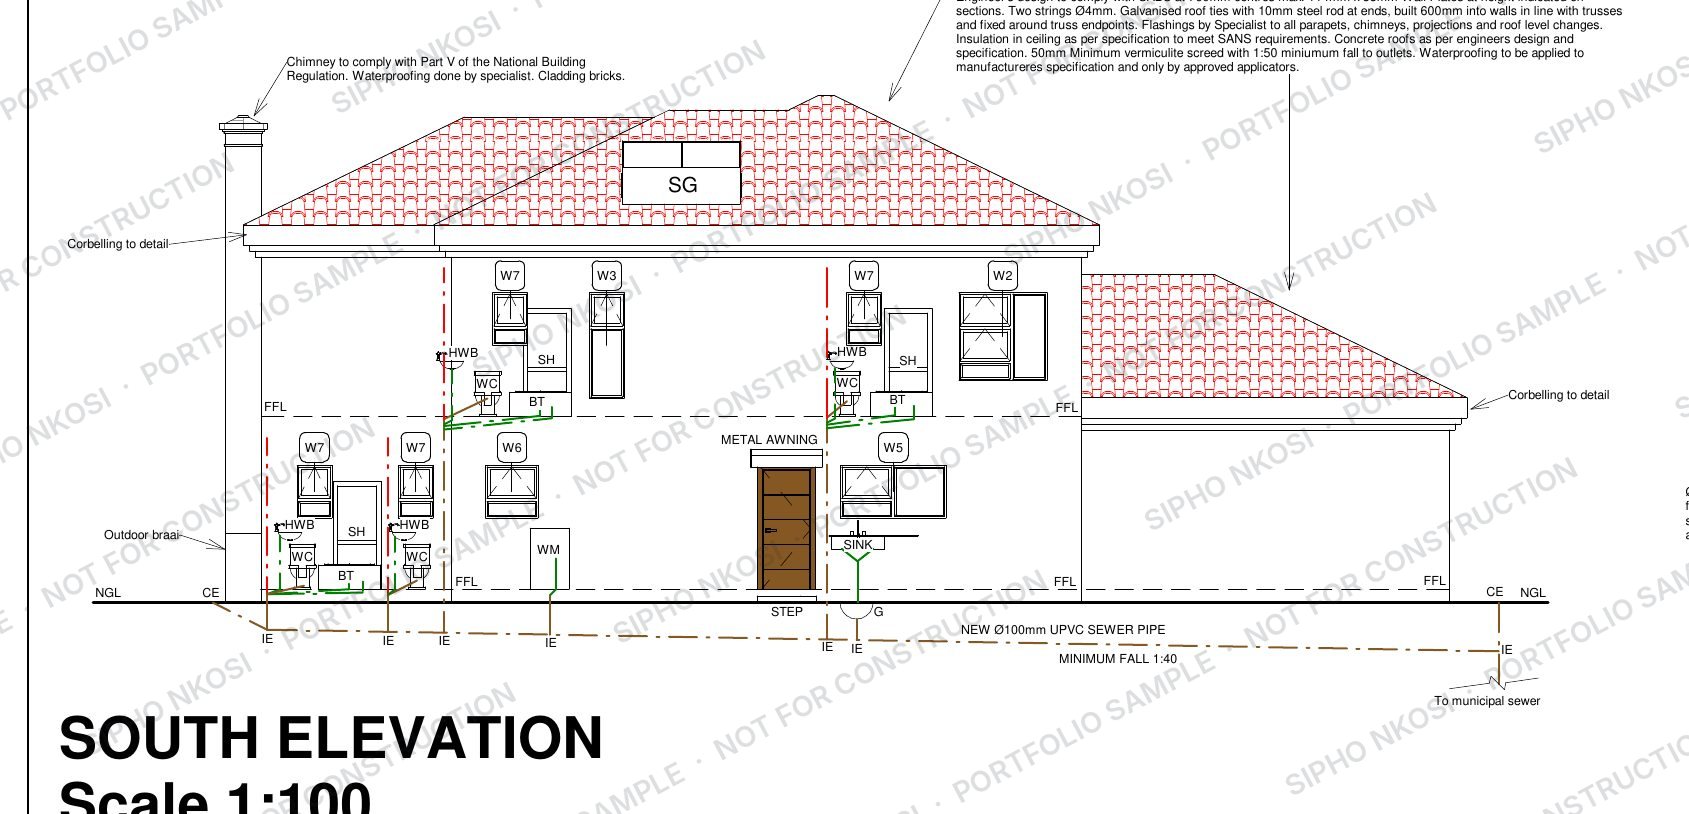 sections. Two strings Ø4mm. Galvanised roof ties with 10mm steel rod at ends, built 600mm into walls in line with trusses
and fixed around truss endpoints. Flashings by Specialist to all parapets, chimneys, projections and roof level changes.
Insulation in ceiling as per specification to meet SANS requirements. Concrete roofs as per engineers design and
specification. 50mm Minimum vermiculite screed with 1:50 miniumum fall to outlets. Waterproofing to be applied to
manufactureres specification and only by approved applicators.
Chimney to comply with Part V of the National Building
Regulation. Waterproofing done by specialist. Cladding bricks.
SG
Corbelling to detail
W7
W3
W7
W2
HWB
SH
WC
BT
HWB
SH
WC
BT
FFL
FFL
Corbelling to detail
METAL AWNING
W7
W7
W6
W5
HWB
SH
WC
BT
HWB
WC
WM
SINK
Outdoor braai
FFL
FFL
FFL
NGL
CE
CE
NGL
STEP
G
IE
IE
IE
IE
IE
IE
IE
NEW Ø100mm UPVC SEWER PIPE
MINIMUM FALL 1:40
To municipal sewer
SOUTH ELEVATION
Scale 1:100
SIPHO NKOSI · PORTFOLIO SAMPLE · NOT FOR CONSTRUCTION